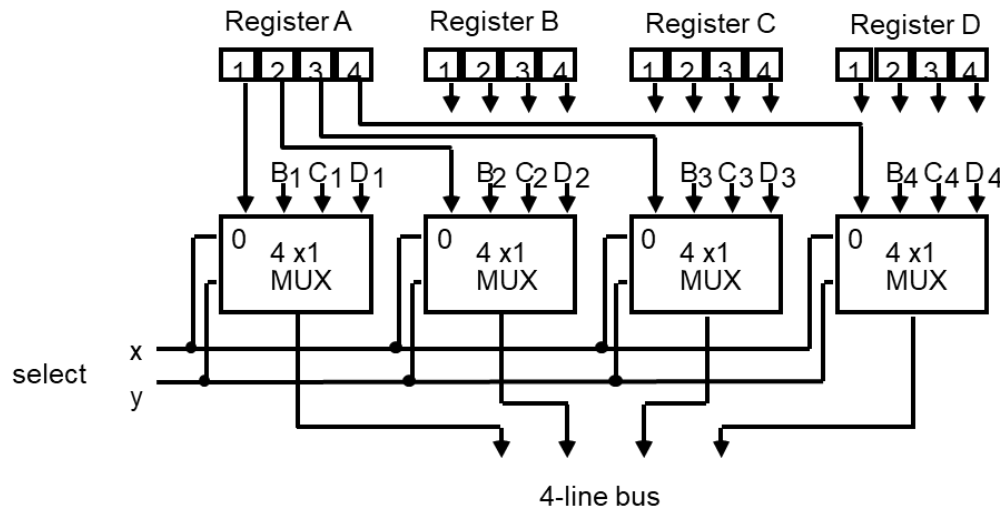 Register A Register B Register C Register D
1 2 3 4 1 2 3 4 1 2 3 4 1 2 3 4
B1 C1 D1 B2 C2 D2 B3 C3 D3 B4 C4 D4
0 0 0 0
4 x1 4 x1 4 x1 4 x1
MUX MUX MUX MUX
x
select
y
4-line bus